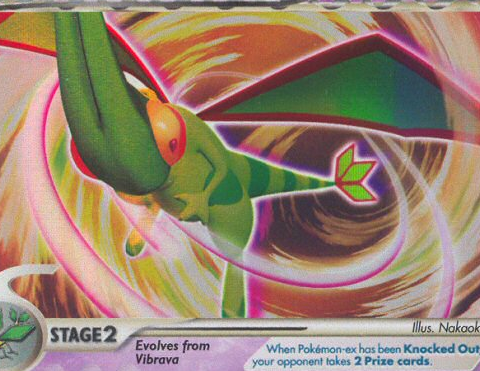 STAGE2
Evolves from
Vibrava
Illus. Nakaok
When Pokémon-ex has been Knocked Out,
your opponent takes 2 Prize cards.